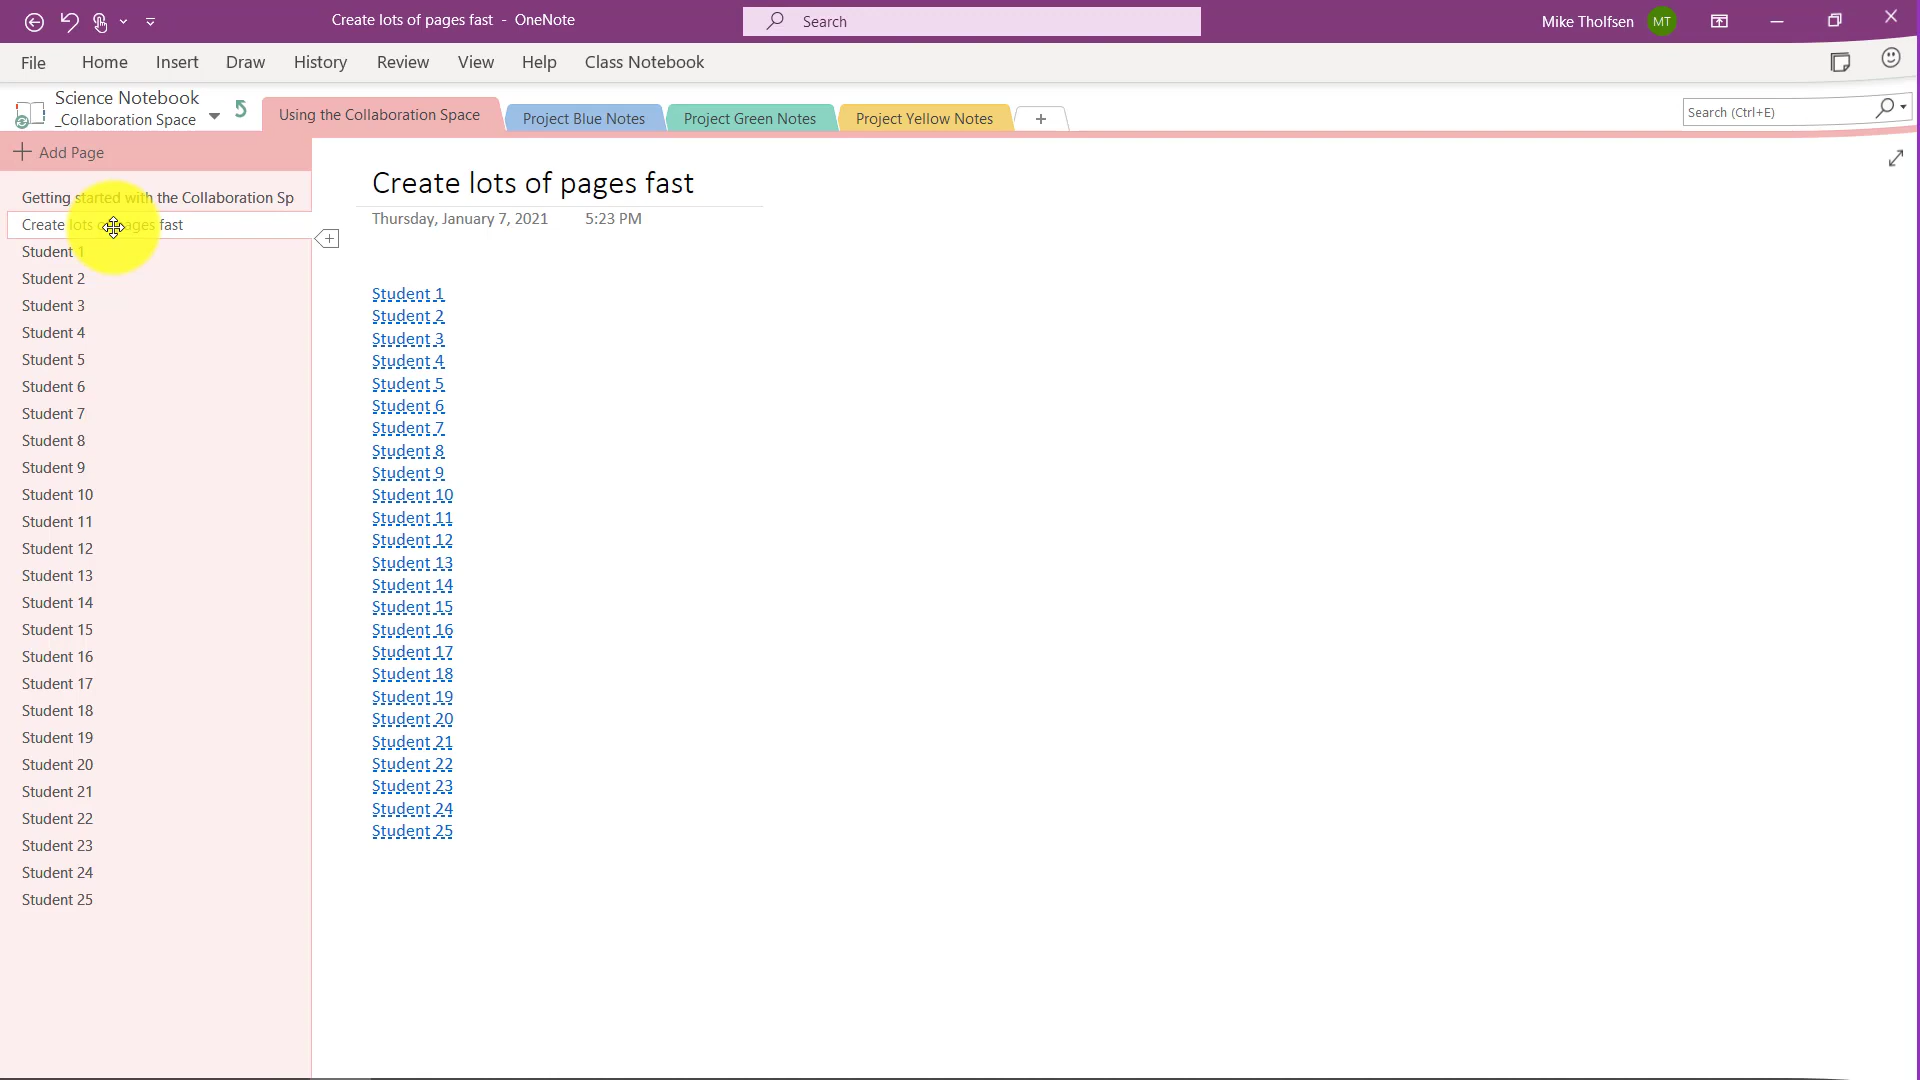 Create lots of pages fast - OneNote
Search
Mike Tholfsen
MT
File
Home
Insert
Draw
History
Review
View
Help
Class Notebook
Science Notebook
_Collaboration Space
Using the Collaboration Space
Project Blue Notes
Project Green Notes
Project Yellow Notes
Search (Ctrl+E)
Add Page
Getting started with the Collaboration Sp
Create lots of pages fast
Student 1
Student 2
Student 3
Student 4
Student 5
Student 6
Student 7
Student 8
Student 9
Student 10
Student 11
Student 12
Student 13
Student 14
Student 15
Student 16
Student 17
Student 18
Student 19
Student 20
Student 21
Student 22
Student 23
Student 24
Student 25
Create lots of pages fast
Thursday, January 7, 2021 5:23 PM
Student 1
Student 2
Student 3
Student 4
Student 5
Student 6
Student 7
Student 8
Student 9
Student 10
Student 11
Student 12
Student 13
Student 14
Student 15
Student 16
Student 17
Student 18
Student 19
Student 20
Student 21
Student 22
Student 23
Student 24
Student 25